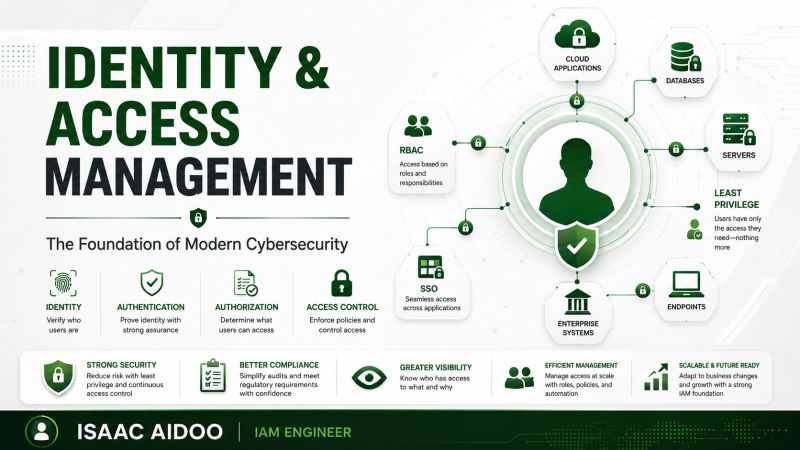 IDENTITY &
ACCESS
MANAGEMENT
The Foundation of Modern Cybersecurity
IDENTITY
Verify who
users are
AUTHENTICATION
Prove identity with
strong assurance
AUTHORIZATION
Determine what
users can access
ACCESS CONTROL
Enforce policies and
control access
CLOUD
APPLICATIONS
DATABASES
RBAC
Access based on
roles and
responsibilities
SERVERS
LEAST
PRIVILEGE
Users have only
the access they
need—nothing
more
SSO
Seamless access
across applications
ENTERPRISE
SYSTEMS
ENDPOINTS
STRONG SECURITY
Reduce risk with least
privilege and continuous
access control
BETTER COMPLIANCE
Simplify audits and meet
regulatory requirements
with confidence
GREATER VISIBILITY
Know who has access
to what and why
EFFICIENT MANAGEMENT
Manage access at scale
with roles, policies, and
automation
SCALABLE & FUTURE READY
Adapt to business changes
and growth with a strong
IAM foundation
ISAAC AIDOO
IAM ENGINEER